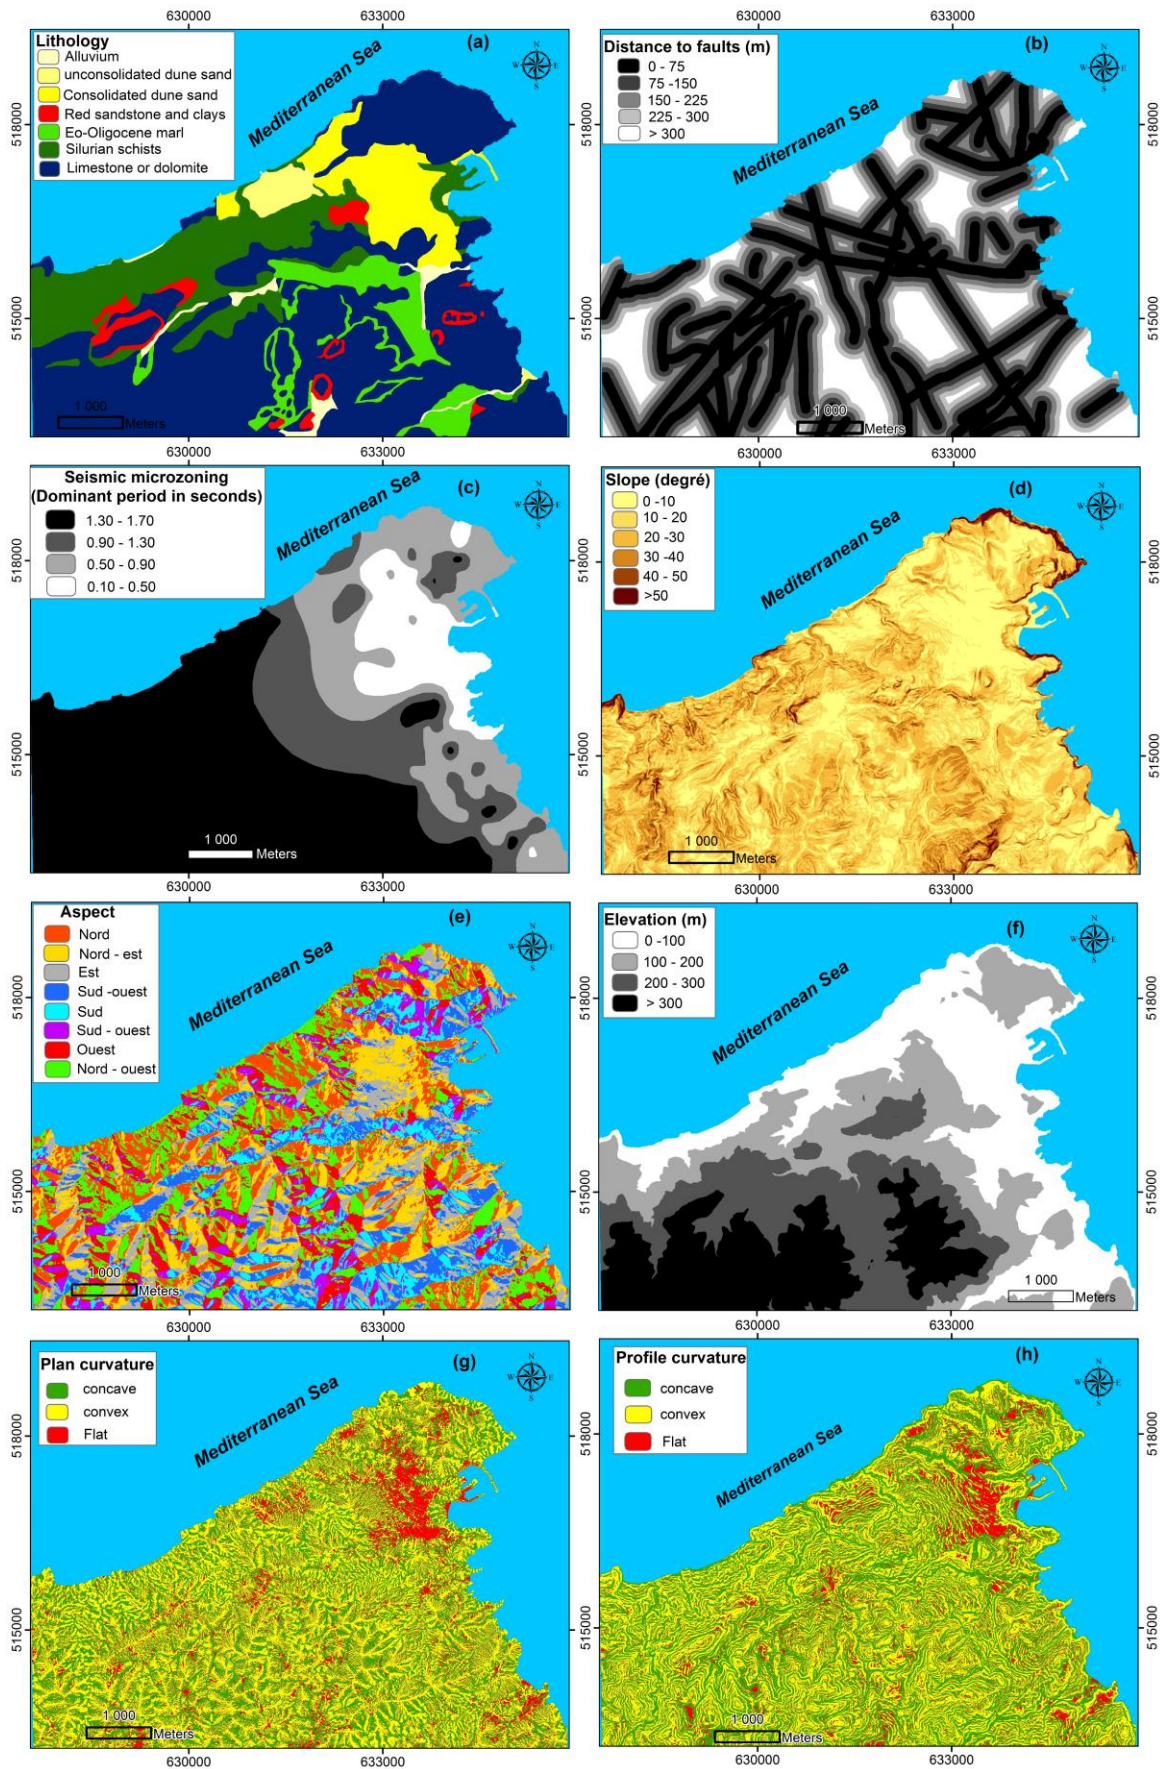 630000 633000
630000 633000
Lithology
(a)
Alluvium
unconsolidated dune sand
Consolidated dune sand
Red sandstone and clays
Eo-Oligocene marl
Silurian schists
Limestone or dolomite
Mediterranean Sea
N
W E
S
518000
515000
1 000
Meters
Distance to faults (m)
(b)
0 - 75
75 -150
150 - 225
225 - 300
> 300
Mediterranean Sea
N
W E
S
518000
515000
1 000
Meters
630000 633000
630000 633000
Seismic microzoning
(Dominant period in seconds)
(c)
1.30 - 1.70
0.90 - 1.30
0.50 - 0.90
0.10 - 0.50
Mediterranean Sea
N
W E
S
518000
515000
1 000
Meters
Slope (degré)
(d)
0 -10
10 - 20
20 -30
30 -40
40 - 50
>50
Mediterranean Sea
N
W E
S
518000
515000
1 000
Meters
630000 633000
630000 633000
Aspect
(e)
Nord
Nord - est
Est
Sud -ouest
Sud
Sud - ouest
Ouest
Nord - ouest
Mediterranean Sea
N
W E
S
518000
515000
1 000
Meters
Elevation (m)
(f)
0 -100
100 - 200
200 - 300
> 300
Mediterranean Sea
N
W E
S
518000
515000
1 000
Meters
630000 633000
630000 633000
Plan curvature
(g)
concave
convex
Flat
Mediterranean Sea
N
W E
S
518000
515000
1 000
Meters
Profile curvature
(h)
concave
convex
Flat
Mediterranean Sea
N
W E
S
518000
515000
1 000
Meters
630000 633000
630000 633000